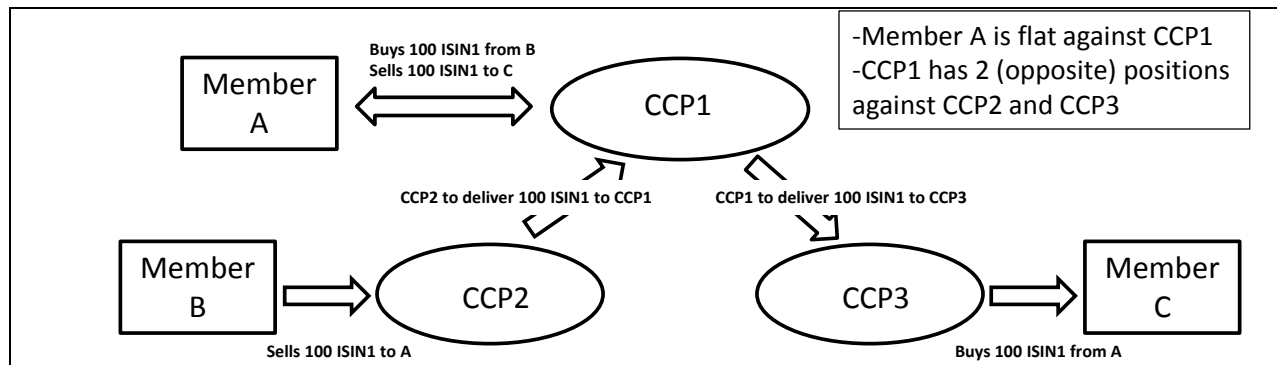 Buys 100 ISIN1 from B
Sells 100 ISIN1 to C
-Member A is flat against CCP1
-CCP1 has 2 (opposite) positions
against CCP2 and CCP3
Member
A
CCP1
CCP2 to deliver 100 ISIN1 to CCP1
CCP1 to deliver 100 ISIN1 to CCP3
Member
B
CCP2
CCP3
Member
C
Sells 100 ISIN1 to A
Buys 100 ISIN1 from A